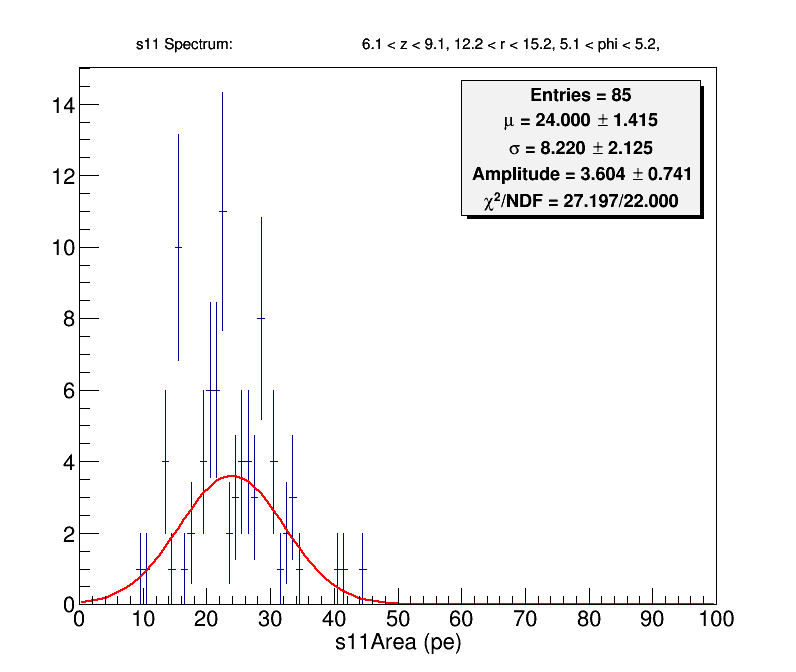 s11 Spectrum: 6.1 < z < 9.1, 12.2 < r < 15.2, 5.1 < phi < 5.2,
Entries = 85
μ = 24.000 ± 1.415
σ = 8.220 ± 2.125
Amplitude = 3.604 ± 0.741
χ²/NDF = 27.197/22.000
14
12
10
8
6
4
2
0
0 10 20 30 40 50 60 70 80 90 100
s11Area (pe)